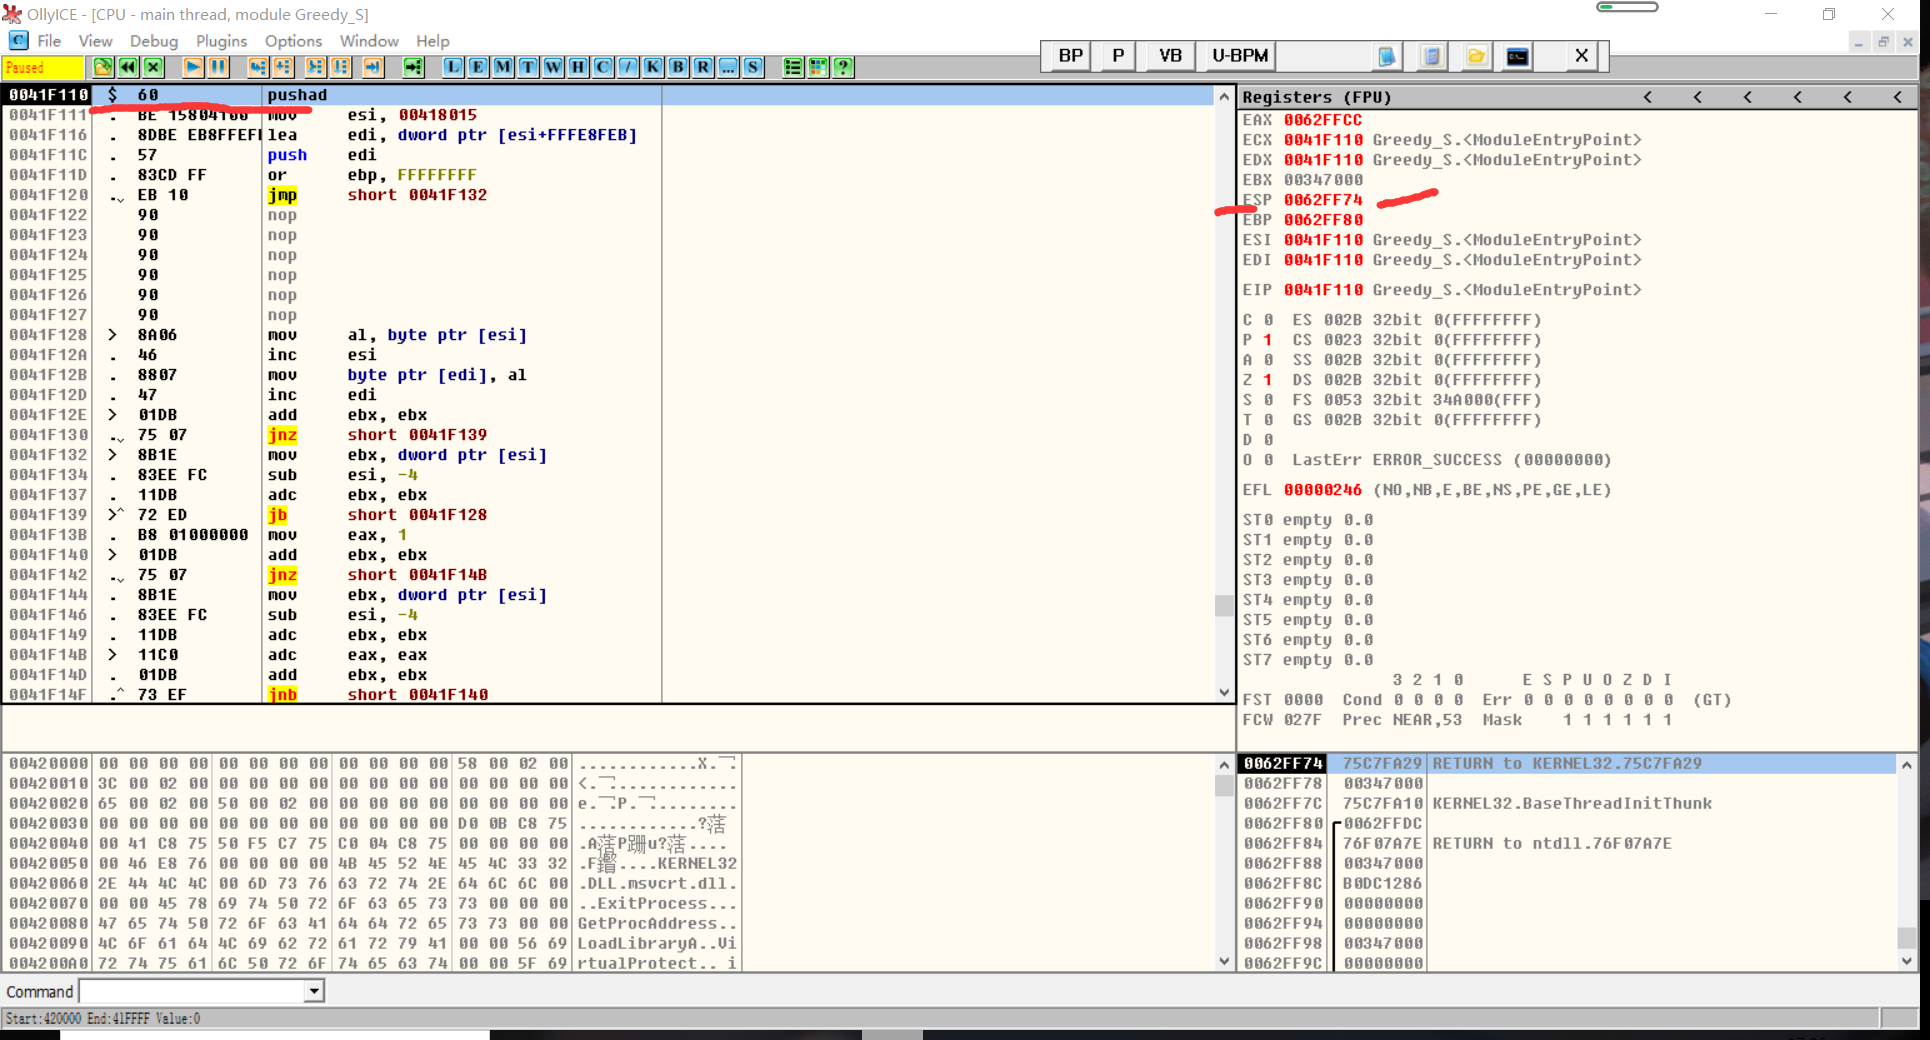 OllyICE - [CPU - main thread, module Greedy_S]
C File View Debug Plugins Options Window Help
BP P VB U-BPM X
Paused L E M T W H C / K B R ... S ?
0041F110 $ 60 pushad
0041F111 . BE 15804100 mov esi, 00418015
0041F116 . 8DBE EB8FFEFI lea edi, dword ptr [esi+FFFE8FEB]
0041F11C . 57 push edi
0041F11D . 83CD FF or ebp, FFFFFFFF
0041F120 .⌄ EB 10 jmp short 0041F132
0041F122 90 nop
0041F123 90 nop
0041F124 90 nop
0041F125 90 nop
0041F126 90 nop
0041F127 90 nop
0041F128 > 8A06 mov al, byte ptr [esi]
0041F12A . 46 inc esi
0041F12B . 8807 mov byte ptr [edi], al
0041F12D . 47 inc edi
0041F12E > 01DB add ebx, ebx
0041F130 .⌄ 75 07 jnz short 0041F139
0041F132 > 8B1E mov ebx, dword ptr [esi]
0041F134 . 83EE FC sub esi, -4
0041F137 . 11DB adc ebx, ebx
0041F139 >^ 72 ED jb short 0041F128
0041F13B . B8 01000000 mov eax, 1
0041F140 > 01DB add ebx, ebx
0041F142 .⌄ 75 07 jnz short 0041F14B
0041F144 . 8B1E mov ebx, dword ptr [esi]
0041F146 . 83EE FC sub esi, -4
0041F149 . 11DB adc ebx, ebx
0041F14B > 11C0 adc eax, eax
0041F14D . 01DB add ebx, ebx
0041F14F .^ 73 EF jnb short 0041F140
Registers (FPU) < < < < < <
EAX 0062FFCC
ECX 0041F110 Greedy_S.<ModuleEntryPoint>
EDX 0041F110 Greedy_S.<ModuleEntryPoint>
EBX 00347000
ESP 0062FF74
EBP 0062FF80
ESI 0041F110 Greedy_S.<ModuleEntryPoint>
EDI 0041F110 Greedy_S.<ModuleEntryPoint>
EIP 0041F110 Greedy_S.<ModuleEntryPoint>
C 0 ES 002B 32bit 0(FFFFFFFF)
P 1 CS 0023 32bit 0(FFFFFFFF)
A 0 SS 002B 32bit 0(FFFFFFFF)
Z 1 DS 002B 32bit 0(FFFFFFFF)
S 0 FS 0053 32bit 34A000(FFF)
T 0 GS 002B 32bit 0(FFFFFFFF)
D 0
O 0 LastErr ERROR_SUCCESS (00000000)
EFL 00000246 (NO,NB,E,BE,NS,PE,GE,LE)
ST0 empty 0.0
ST1 empty 0.0
ST2 empty 0.0
ST3 empty 0.0
ST4 empty 0.0
ST5 empty 0.0
ST6 empty 0.0
ST7 empty 0.0
3 2 1 0 E S P U O Z D I
FST 0000 Cond 0 0 0 0 Err 0 0 0 0 0 0 0 0 (GT)
FCW 027F Prec NEAR,53 Mask 1 1 1 1 1 1
00420000 00 00 00 00 00 00 00 00 00 00 00 00 58 00 02 00 ............X.
00420010 3C 00 02 00 00 00 00 00 00 00 00 00 00 00 00 00 <.
00420020 65 00 02 00 50 00 02 00 00 00 00 00 00 00 00 00 e. P.
00420030 00 00 00 00 00 00 00 00 00 00 00 00 D0 0B C8 75 ............?萿
00420040 00 41 C8 75 50 F5 C7 75 C0 04 C8 75 00 00 00 00 .A萿P跚u?萿....
00420050 00 46 E8 76 00 00 00 00 4B 45 52 4E 45 4C 33 32 .F ....KERNEL32
00420060 2E 44 4C 4C 00 6D 73 76 63 72 74 2E 64 6C 6C 00 .DLL.msvcrt.dll.
00420070 00 00 45 78 69 74 50 72 6F 63 65 73 73 00 00 00 ..ExitProcess...
00420080 47 65 74 50 72 6F 63 41 64 64 72 65 73 73 00 00 GetProcAddress..
00420090 4C 6F 61 64 4C 69 62 72 61 72 79 41 00 00 56 69 LoadLibraryA..Vi
004200A0 72 74 75 61 6C 50 72 6F 74 65 63 74 00 00 5F 69 rtualProtect.. i
0062FF74 75C7FA29 RETURN to KERNEL32.75C7FA29
0062FF78 00347000
0062FF7C 75C7FA10 KERNEL32.BaseThreadInitThunk
0062FF80 0062FFDC
0062FF84 76F07A7E RETURN to ntdll.76F07A7E
0062FF88 00347000
0062FF8C B0DC1286
0062FF90 00000000
0062FF94 00000000
0062FF98 00347000
0062FF9C 00000000
Command
Start:420000 End:41FFFF Value:0